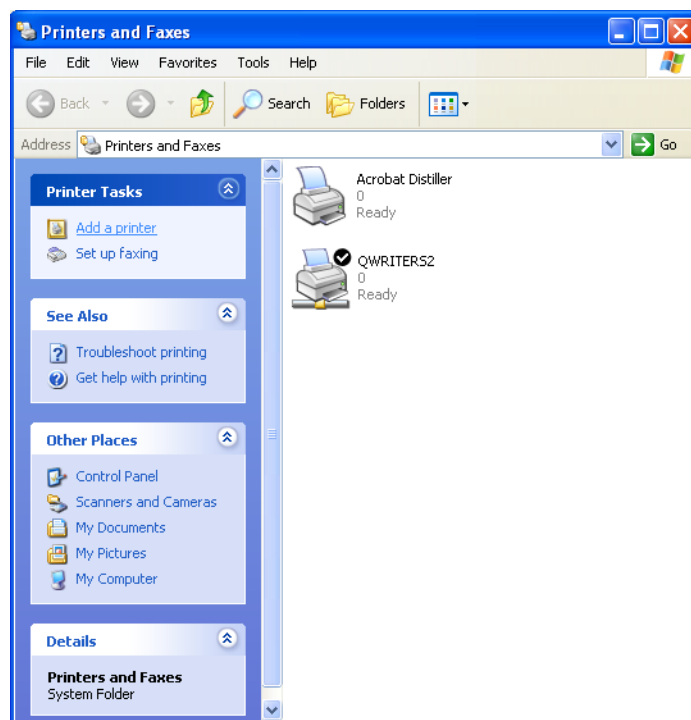 Printers and Faxes
File Edit View Favorites Tools Help
Back Search Folders
Address Printers and Faxes Go
Printer Tasks
Add a printer
Set up faxing
See Also
Troubleshoot printing
Get help with printing
Other Places
Control Panel
Scanners and Cameras
My Documents
My Pictures
My Computer
Details
Printers and Faxes
System Folder
Acrobat Distiller
0
Ready
QWRITERS2
0
Ready